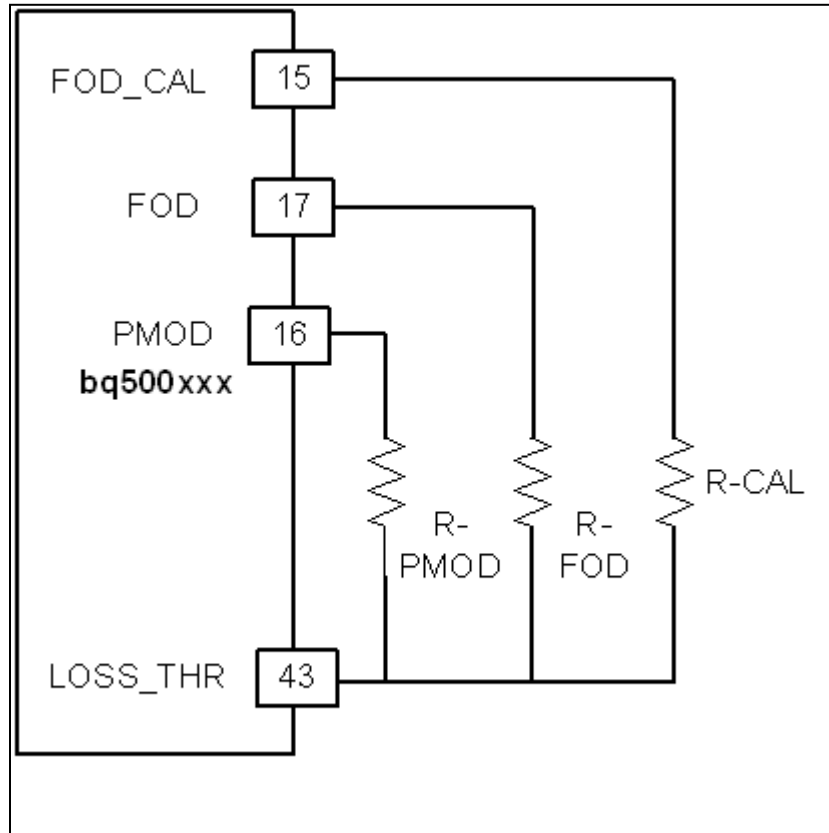 FOD_CAL 15
FOD 17
PMOD 16
bq500xxx
R-CAL
R-
PMOD
R-
FOD
LOSS_THR 43